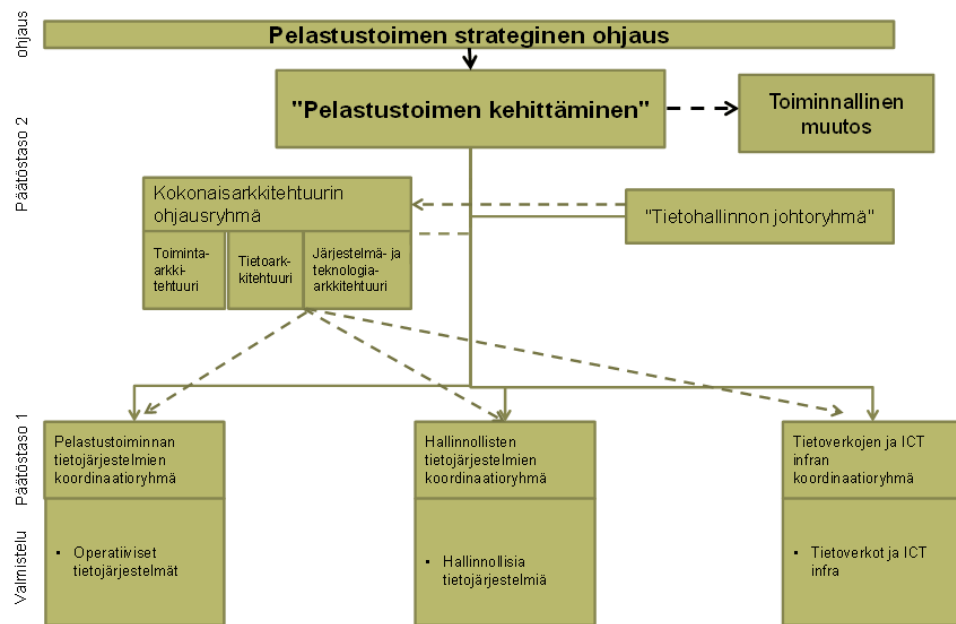 ohjaus
Pelastustoimen strateginen ohjaus
Päätöstaso 2
"Pelastustoimen kehittäminen"
Toiminnallinen
muutos
Kokonaisarkkitehtuurin
ohjausryhmä
"Tietohallinnon johtoryhmä"
Toiminta-
arkki-
tehtuuri
Tietoark-
kitehtuuri
Järjestelmä- ja
teknologia-
arkkitehtuuri
Päätöstaso 1
Pelastustoiminnan
tietojärjestelmien
koordinaatioryhmä
Hallinnollisten
tietojärjestelmien
koordinaatioryhmä
Tietoverkojen ja ICT
infran
koordinaatioryhmä
Valmistelu
▪ Operatiiviset
tietojärjestelmät
▪ Hallinnollisia
tietojärjestelmiä
▪ Tietoverkot ja ICT
infra